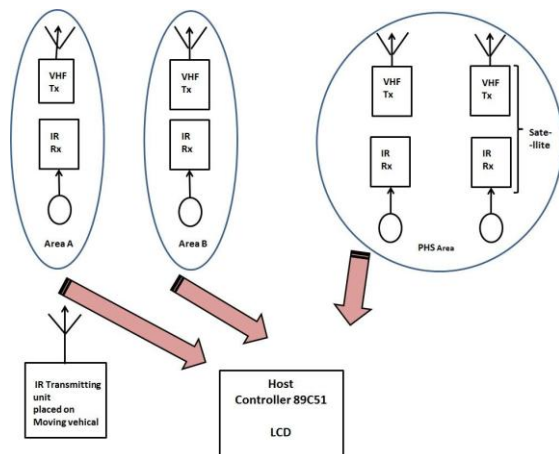 VHF
Tx
IR
Rx
Area A
VHF
Tx
IR
Rx
Area B
VHF
Tx
IR
Rx
VHF
Tx
IR
Rx
Sate-
-llite
PHS Area
IR Transmitting
unit
placed on
Moving vehical
Host
Controller 89C51
LCD